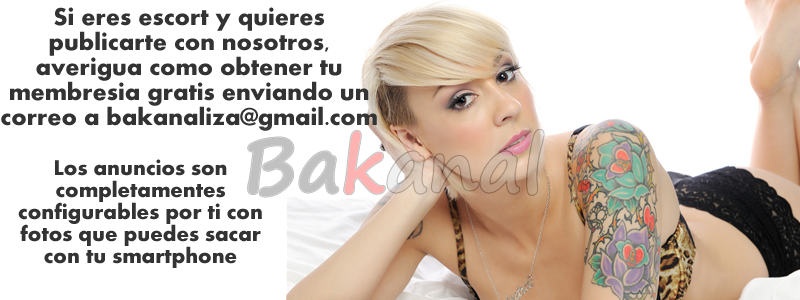 Si eres escort y quieres
publicarte con nosotros,
averigua como obtener tu
membresia gratis enviando un
correo a bakanaliza@gmail.com
Bakanal
Los anuncios son
completamentes
configurables por ti con
fotos que puedes sacar
con tu smartphone